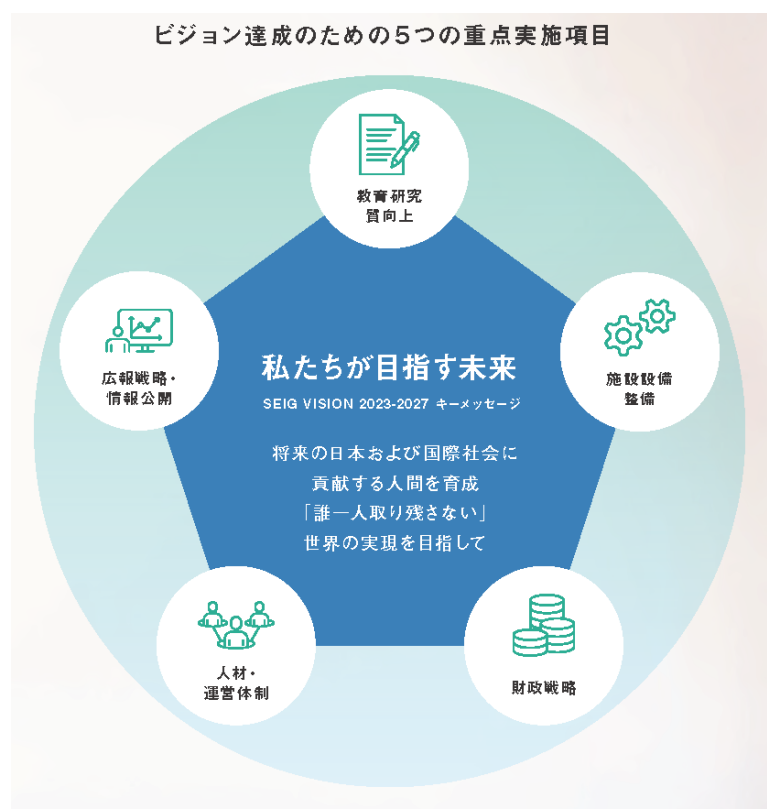 ビジョン達成のための5つの重点実施項目
教育研究
質向上
広報戦略・
情報公開
施設設備
整備
私たちが目指す未来
SEIG VISION 2023-2027 キーメッセージ
将来の日本および国際社会に
貢献する人間を育成
「誰一人取り残さない」
世界の実現を目指して
人材・
運営体制
財政戦略